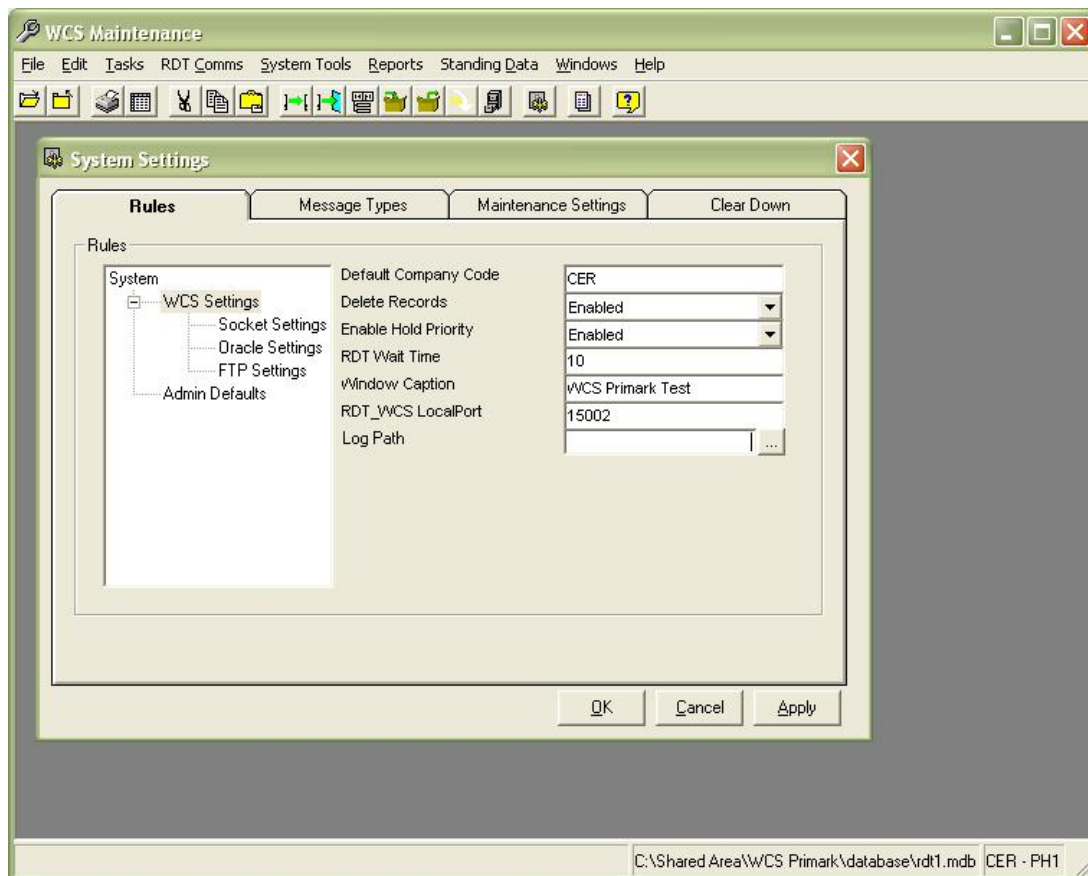 WCS Maintenance
File Edit Tasks RDT Comms System Tools Reports Standing Data Windows Help
System Settings
Rules Message Types Maintenance Settings Clear Down
Rules
System
WCS Settings
Socket Settings
Oracle Settings
FTP Settings
Admin Defaults
Default Company Code CER
Delete Records Enabled
Enable Hold Priority Enabled
RDT Wait Time 10
Window Caption WCS Primark Test
RDT_WCS LocalPort 15002
Log Path ...
OK Cancel Apply
C:\Shared Area\WCS Primark\database\rdt1.mdb CER - PH1